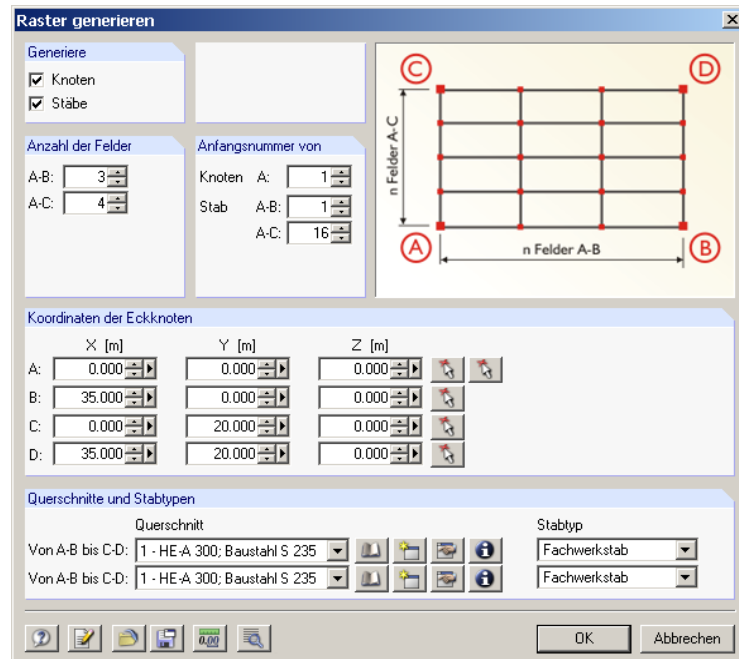 Raster generieren
Generiere
Knoten
Stäbe
Anzahl der Felder
A-B: 3
A-C: 4
Anfangsnummer von
Knoten A: 1
Stab A-B: 1
A-C: 16
C
D
n Felder A-C
A
B
n Felder A-B
Koordinaten der Eckknoten
X [m] Y [m] Z [m]
A: 0.000 0.000 0.000
B: 35.000 0.000 0.000
C: 0.000 20.000 0.000
D: 35.000 20.000 0.000
Querschnitte und Stabtypen
Querschnitt Stabtyp
Von A-B bis C-D: 1 - HE-A 300; Baustahl S 235 Fachwerkstab
Von A-B bis C-D: 1 - HE-A 300; Baustahl S 235 Fachwerkstab
0.00
OK Abbrechen